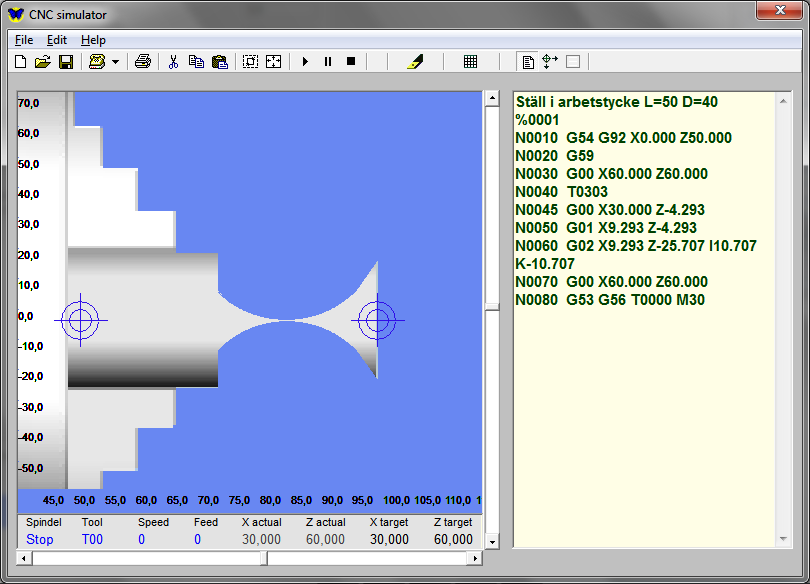 CNC simulator
File Edit Help
Ställ i arbetstycke L=50 D=40
%0001
N0010 G54 G92 X0.000 Z50.000
N0020 G59
N0030 G00 X60.000 Z60.000
N0040 T0303
N0045 G00 X30.000 Z-4.293
N0050 G01 X9.293 Z-4.293
N0060 G02 X9.293 Z-25.707 I10.707
K-10.707
N0070 G00 X60.000 Z60.000
N0080 G53 G56 T0000 M30
70,0
60,0
50,0
40,0
30,0
20,0
10,0
0,0
-10,0
-20,0
-30,0
-40,0
-50,0
45,0 50,0 55,0 60,0 65,0 70,0 75,0 80,0 85,0 90,0 95,0 100,0 105,0 110,0 1
Spindel Tool Speed Feed X actual Z actual X target Z target
Stop T00 0 0 30,000 60,000 30,000 60,000